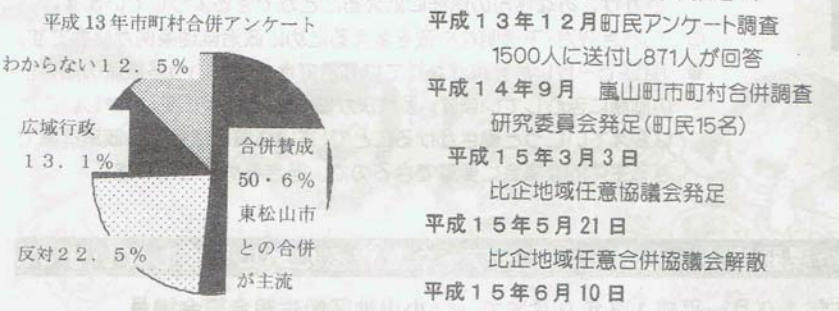 平成13年市町村合併アンケート
わからない12．5%
広域行政
13．1%
反対22．5%
合併賛成
50・6%
東松山市
との合併
が主流
平成13年12月町民アンケート調査
1500人に送付し871人が回答
平成14年9月　嵐山町市町村合併調査
研究委員会発足(町民15名)
平成15年3月3日
比企地域任意協議会発足
平成15年5月21日
比企地域任意合併協議会解散
平成15年6月10日